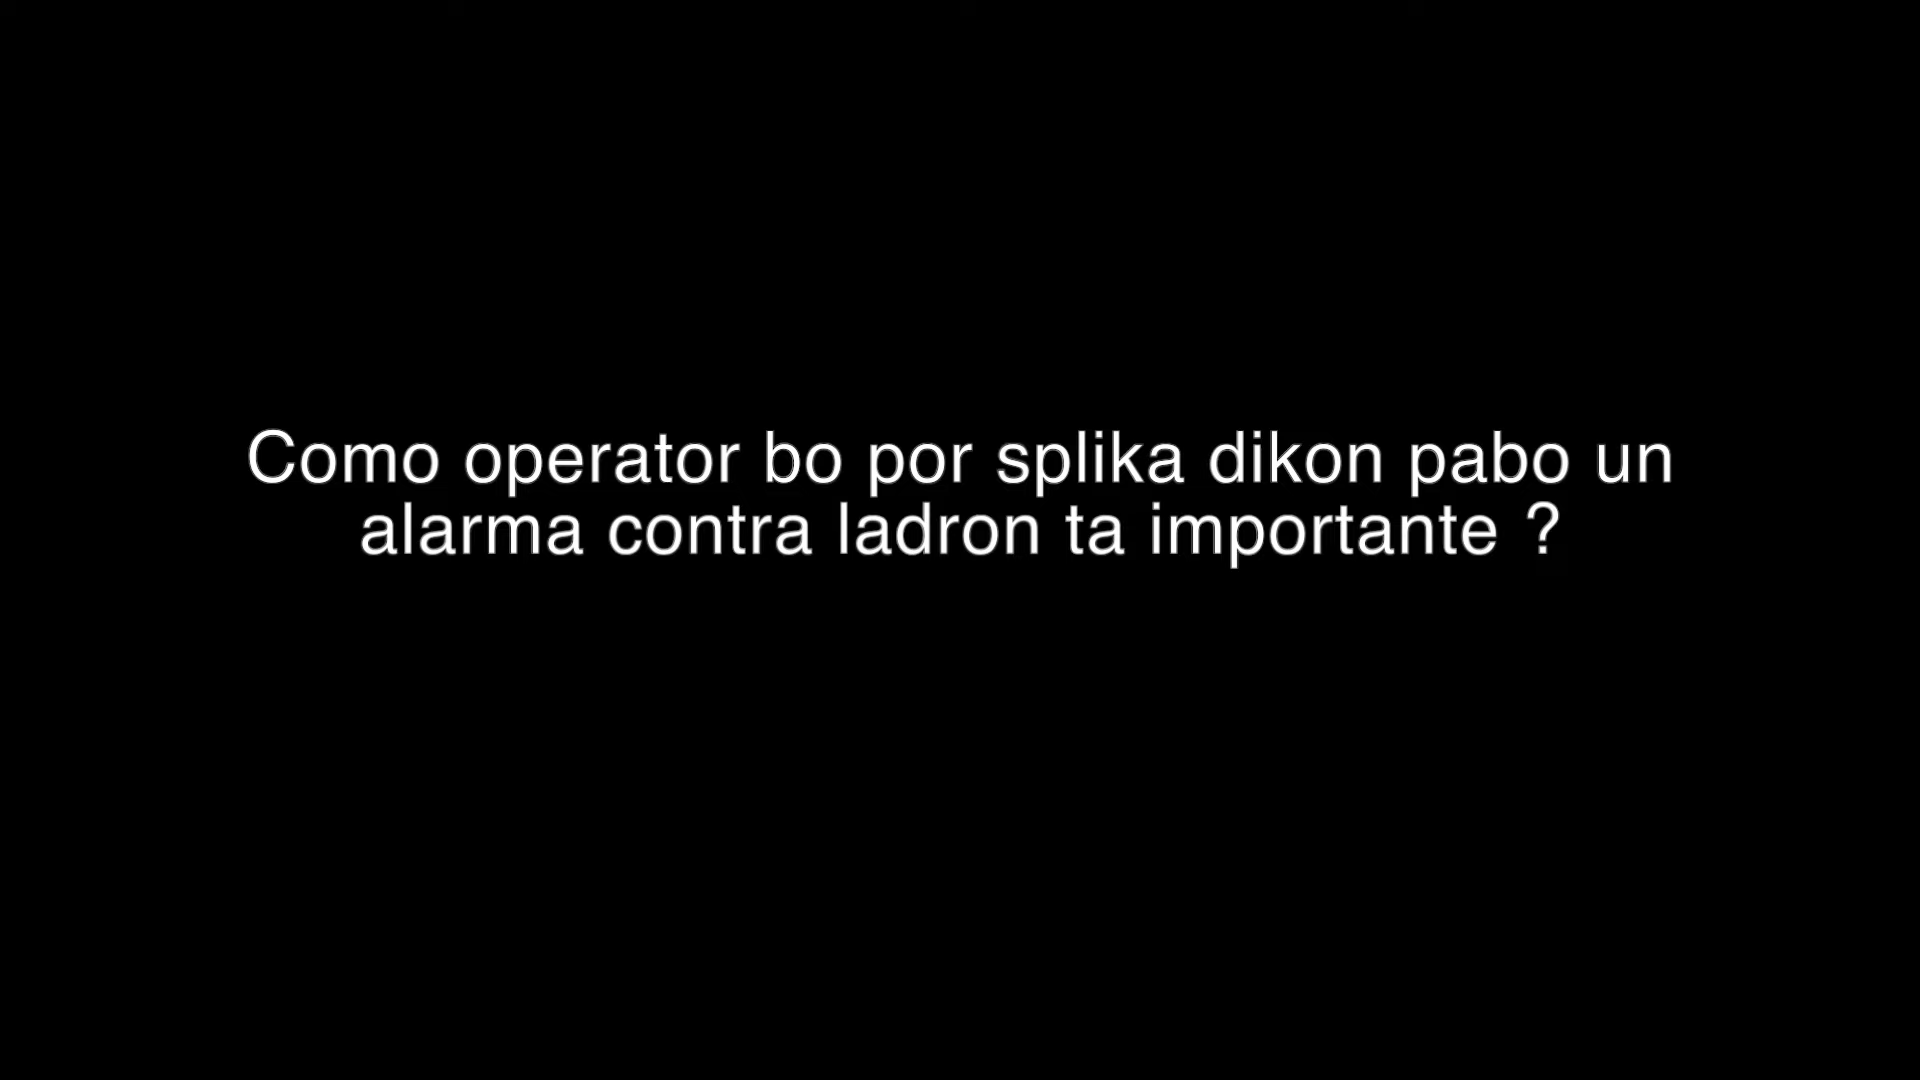 Como operator bo por splika dikon pabo un
alarma contra ladron ta importante ?